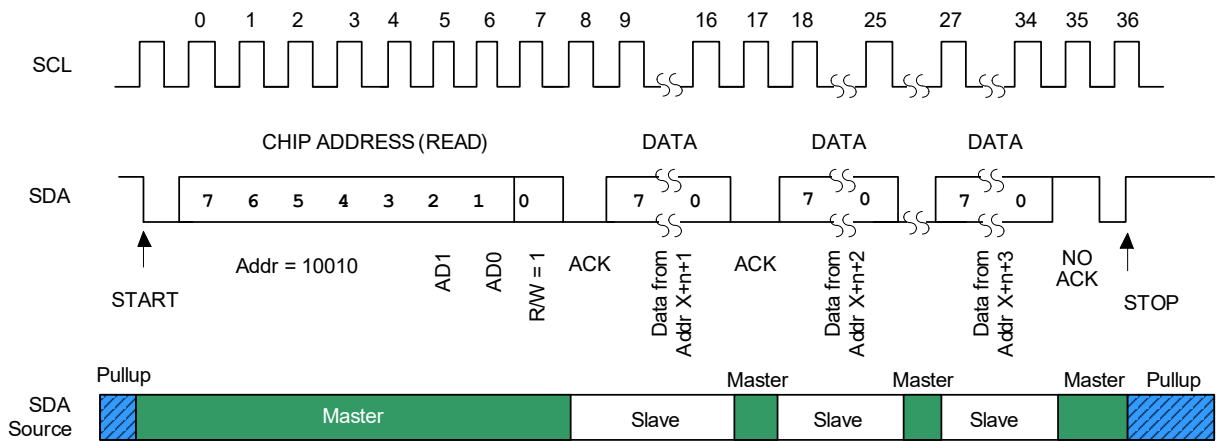 0 1 2 3 4 5 6 7 8 9 16 17 18 25 27 34 35 36
SCL
CHIP ADDRESS (READ) DATA DATA DATA
SDA
7 6 5 4 3 2 1 0 7 0 7 0 7 0
START
Addr = 10010
AD1
AD0
R/W = 1
ACK
Data from
Addr X+n+1
ACK
Data from
Addr X+n+2
Data from
Addr X+n+3
NO
ACK
STOP
Pullup Master Master Master Pullup
SDA
Source
Master Slave Slave Slave